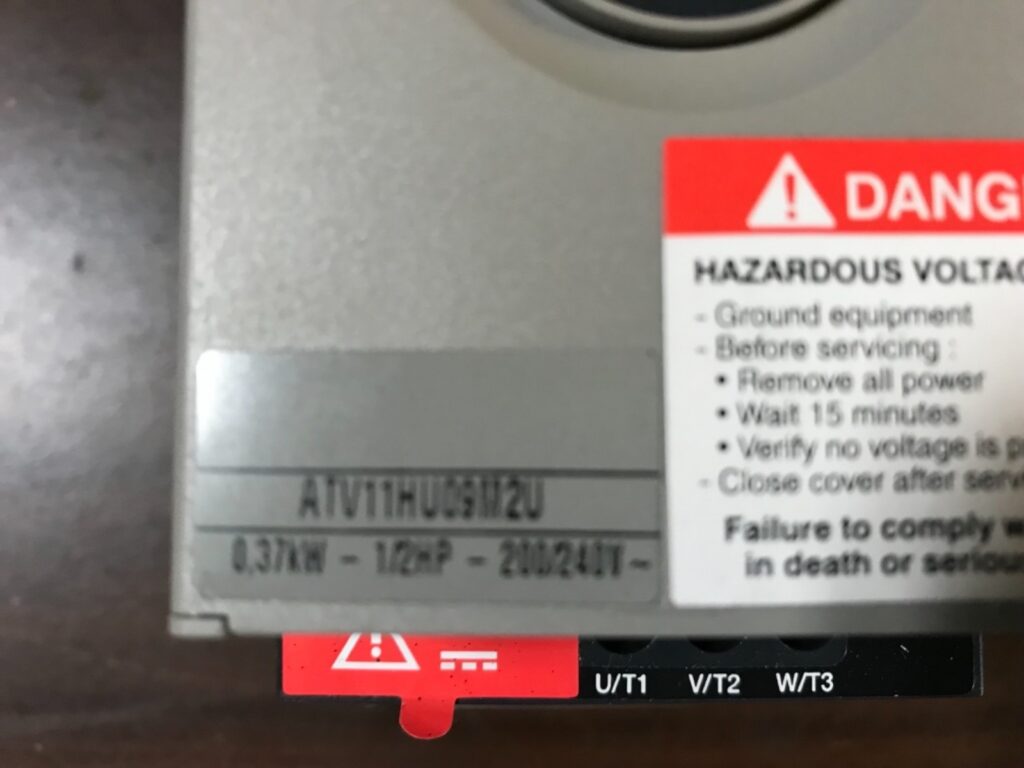 DANG
HAZARDOUS VOLTAG
- Ground equipment
- Before servicing :
• Remove all power
• Wait 15 minutes
• Verify no voltage is p
- Close cover after servi
Failure to comply w
in death or seriou
ATV11HU09M2U
0,37kW – 1/2HP – 200/240V ~
U/T1 V/T2 W/T3